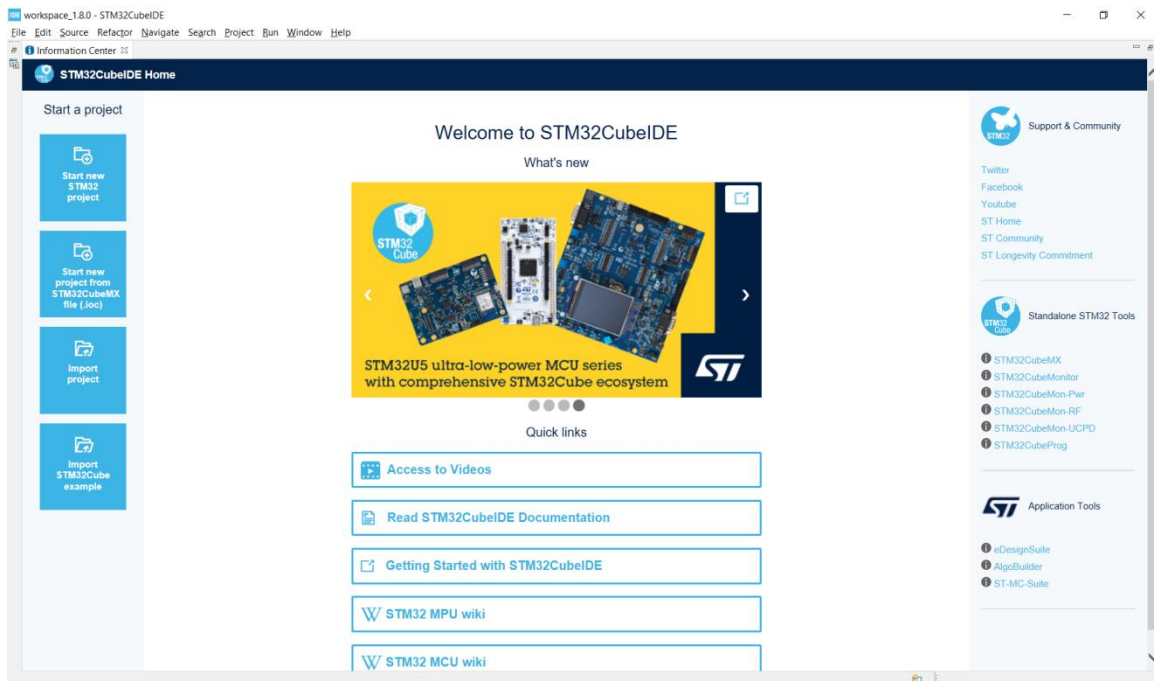 IDE workspace_1.8.0 - STM32CubeIDE
File Edit Source Refactor Navigate Search Project Run Window Help
Information Center
STM32CubeIDE Home
Start a project
Start new
STM32
project
Start new
project from
STM32CubeMX
file (.ioc)
Import
project
Import
STM32Cube
example
Welcome to STM32CubeIDE
What's new
STM32
Cube
STM32U5 ultra-low-power MCU series
with comprehensive STM32Cube ecosystem
ST
Quick links
Access to Videos
Read STM32CubeIDE Documentation
Getting Started with STM32CubeIDE
W STM32 MPU wiki
W STM32 MCU wiki
STM32
Support & Community
Twitter
Facebook
Youtube
ST Home
ST Community
ST Longevity Commitment
STM32
Cube
Standalone STM32 Tools
STM32CubeMX
STM32CubeMonitor
STM32CubeMon-Pwr
STM32CubeMon-RF
STM32CubeMon-UCPD
STM32CubeProg
ST
Application Tools
eDesignSuite
AlgoBuilder
ST-MC-Suite